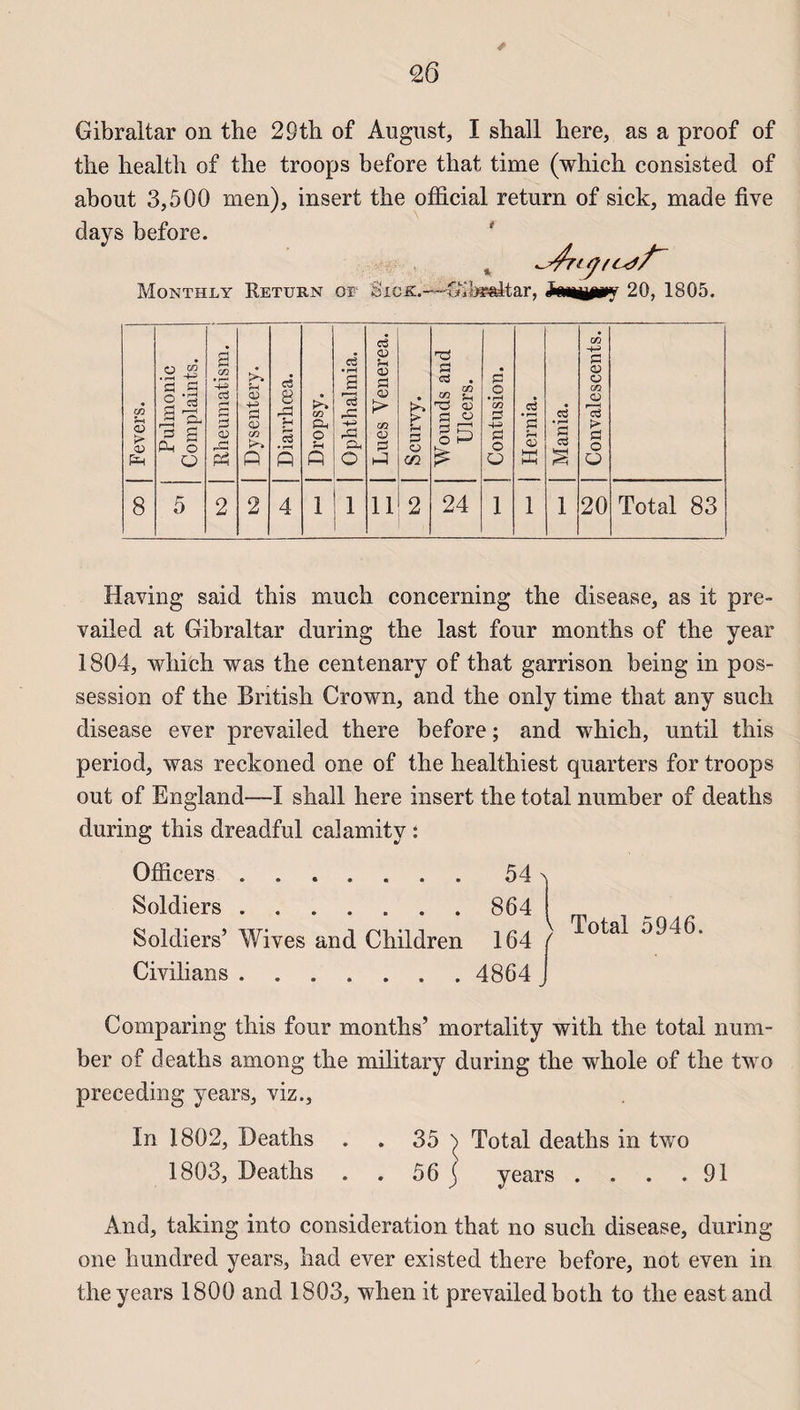 26
Gibraltar on the 29th of August, I shall here, as a proof of
the health of the troops before that time (which consisted of
about 3,500 men), insert the official return of sick, made five
days before.
August
Monthly Return of Sick.—Gibraltar, January 20, 1805.
Fevers. Pulmonic Complaints. Rheumatism. Dysentery. Diarrhœa. Dropsy. Ophthalmia. Lues Venerea. Scurvy. Wounds and Ulcers. Contusion. Hernia. Mania. Convalescents.
8 5 2 2 4 1 1 11 2 24 1 1 1 20 Total 83
Having said this much concerning the disease, as it pre-
vailed at Gibraltar during the last four months of the year
1804, which was the centenary of that garrison being in pos-
session of the British Crown, and the only time that any such
disease ever prevailed there before; and which, until this
period, was reckoned one of the healthiest quarters for troops
out of England—I shall here insert the total number of deaths
during this dreadful calamity:
Officers . . . . . . . 54
Soldiers . . . . . . . 864
Soldiers’ Wives and Children 164
Civilians . . . . . . . 4864
Total 5946.
Comparing this four months’ mortality with the total num-
ber of deaths among the military during the whole of the two
preceding years, viz.,
In 1802, Deaths . . 35 } Total deaths in two
1803, Deaths . . 56 } years . . . . 91
And, taking into consideration that no such disease, during
one hundred years, had ever existed there before, not even in
the years 1800 and 1803, when it prevailed both to the east and